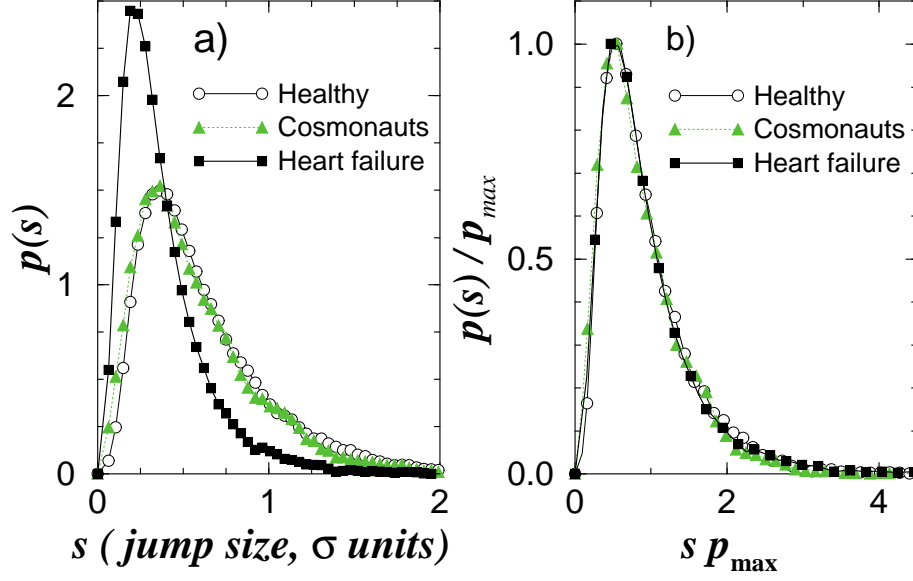 a)
Healthy
Cosmonauts
Heart failure
2
1
0
p(s)
0
1
2
s ( jump size, σ units)
b)
Healthy
Cosmonauts
Heart failure
1.0
0.5
0.0
p(s) / p_max
0
2
4
s p_max